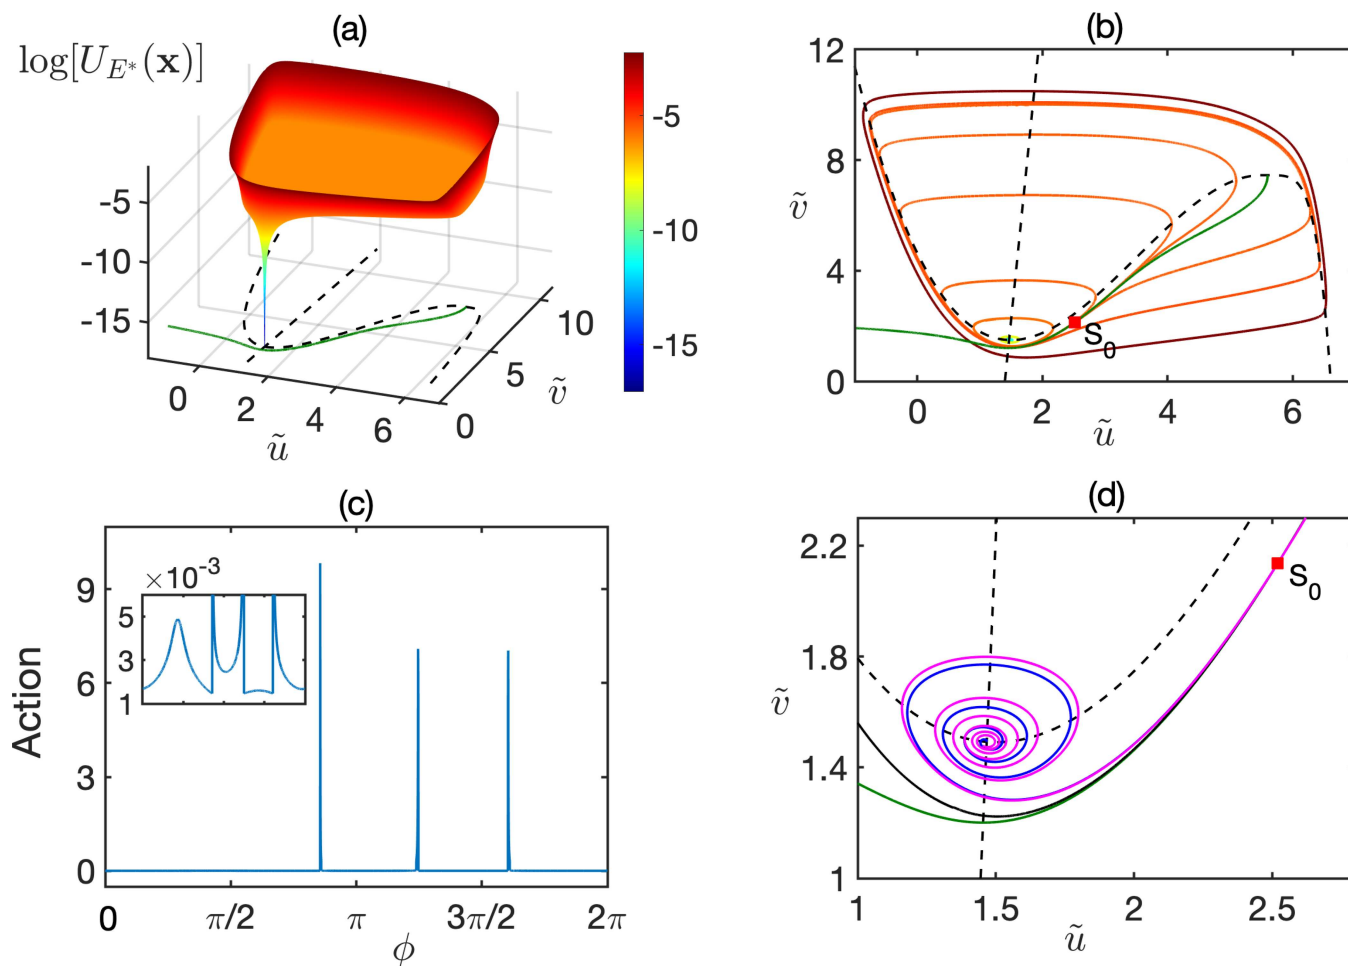 (a)
log[U_{E*}(x)]
-5
-10
-15
0
2
4
6
ũ
0
5
10
ṽ
-5
-10
-15
(b)
12
8
4
0
ṽ
0
2
4
6
ũ
S_0
(c)
Action
9
6
3
0
×10^{-3}
5
3
1
0
π/2
π
3π/2
2π
ϕ
(d)
2.2
1.8
1.4
1
ṽ
1
1.5
2
2.5
ũ
S_0